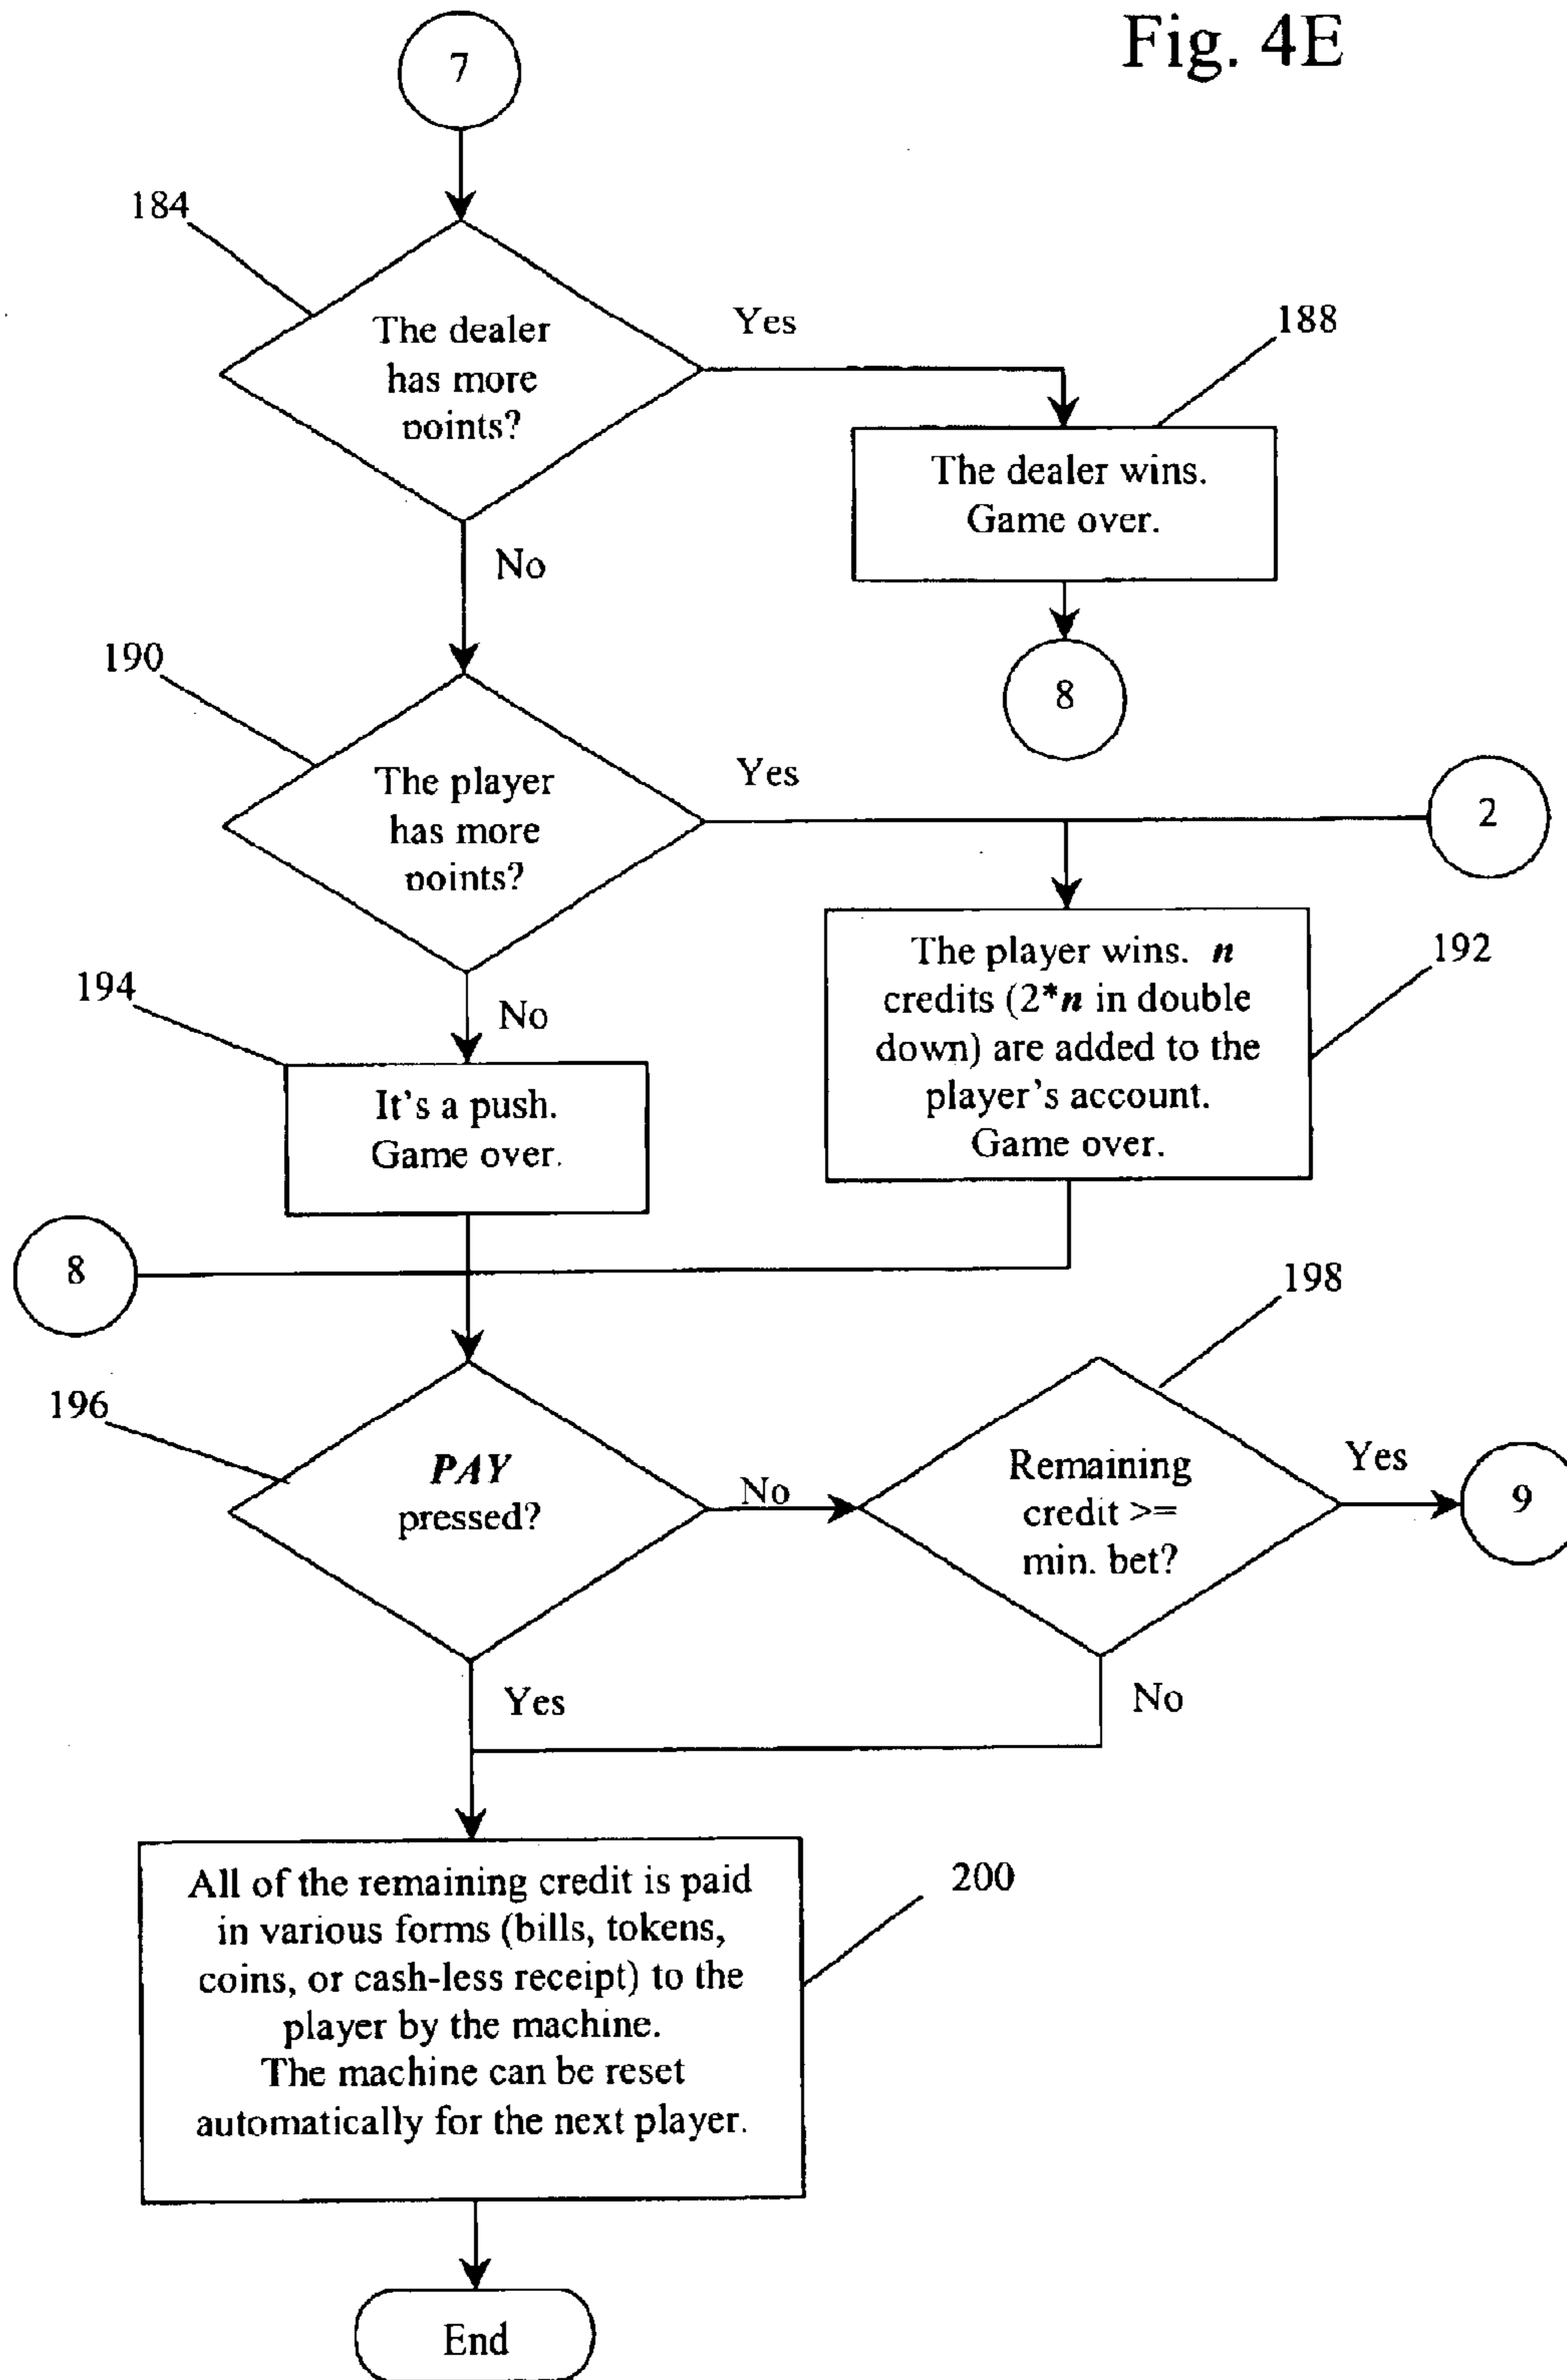 Fig. 4E
7
184
The dealer
has more
points?
Yes
188
The dealer wins.
Game over.
No
8
190
The player
has more
points?
Yes
2
192
The player wins. n
credits (2*n in double
down) are added to the
player's account.
Game over.
194
No
It's a push.
Game over.
8
198
196
PAY
pressed?
No
Remaining
credit >=
min. bet?
Yes
9
Yes
No
200
All of the remaining credit is paid
in various forms (bills, tokens,
coins, or cash-less receipt) to the
player by the machine.
The machine can be reset
automatically for the next player.
End